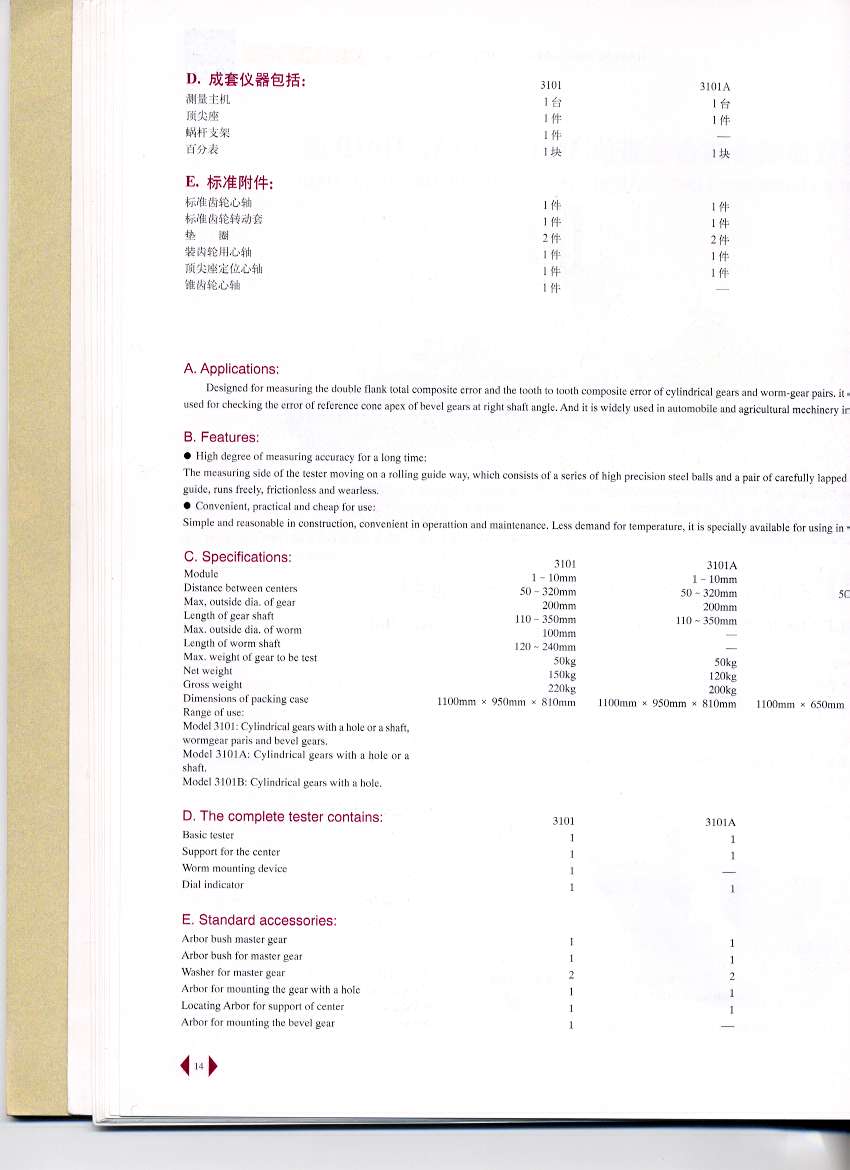 D. 成套仪器包括: 3101 3101A
测量主机 1台 1台
顶尖座 1件 1件
蜗杆支架 1件 —
百分表 1块 1块
E. 标准附件:
标准齿轮心轴 1件 1件
标准齿轮转动套 1件 1件
垫 圈 2件 2件
装齿轮用心轴 1件 1件
顶尖座定位心轴 1件 1件
锥齿轮心轴 1件 —
A. Applications:
Designed for measuring the double flank total composite error and the tooth to tooth composite error of cylindrical gears and worm-gear pairs. it
used for checking the error of reference cone apex of bevel gears at right shaft angle. And it is widely used in automobile and agricultural mechinery
B. Features:
● High degree of measuring accuracy for a long time:
The measuring side of the tester moving on a rolling guide way, which consists of a series of high precision steel balls and a pair of carefully lapped
guide, runs freely, frictionless and wearless.
● Convenient, practical and cheap for use:
Simple and reasonable in construction, convenient in operattion and maintenance. Less demand for temperature, it is specially available for using in
C. Specifications: 3101 3101A
Module 1 ~ 10mm 1 ~ 10mm
Distance between centers 50 ~ 320mm 50 ~ 320mm
Max, outside dia. of gear 200mm 200mm
Length of gear shaft 110 ~ 350mm 110 ~ 350mm
Max. outside dia. of worm 100mm —
Length of worm shaft 120 ~ 240mm —
Max. weight of gear to be test 50kg 50kg
Net weight 150kg 120kg
Gross weight 220kg 200kg
Dimensions of packing case 1100mm × 950mm × 810mm 1100mm × 950mm × 810mm 1100mm × 650mm
Range of use:
Model 3101: Cylindrical gears with a hole or a shaft,
wormgear paris and bevel gears.
Model 3101A: Cylindrical gears with a hole or a
shaft.
Model 3101B: Cylindrical gears with a hole.
D. The complete tester contains: 3101 3101A
Basic tester 1 1
Support for the center 1 1
Worm mounting device 1 —
Dial indicator 1 1
E. Standard accessories:
Arbor bush master gear 1 1
Arbor bush for master gear 1 1
Washer for master gear 2 2
Arbor for mounting the gear with a hole 1 1
Locating Arbor for support of center 1 1
Arbor for mounting the bevel gear 1 —
14